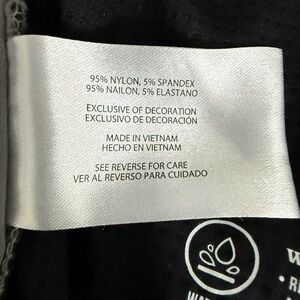 95% NYLON, 5% SPANDEX
95% NAILON, 5% ELASTANO
EXCLUSIVE OF DECORATION
EXCLUSIVO DE DECORACIÓN
MADE IN VIETNAM
HECHO EN VIETNAM
SEE REVERSE FOR CARE
VER AL REVERSO PARA CUIDADO